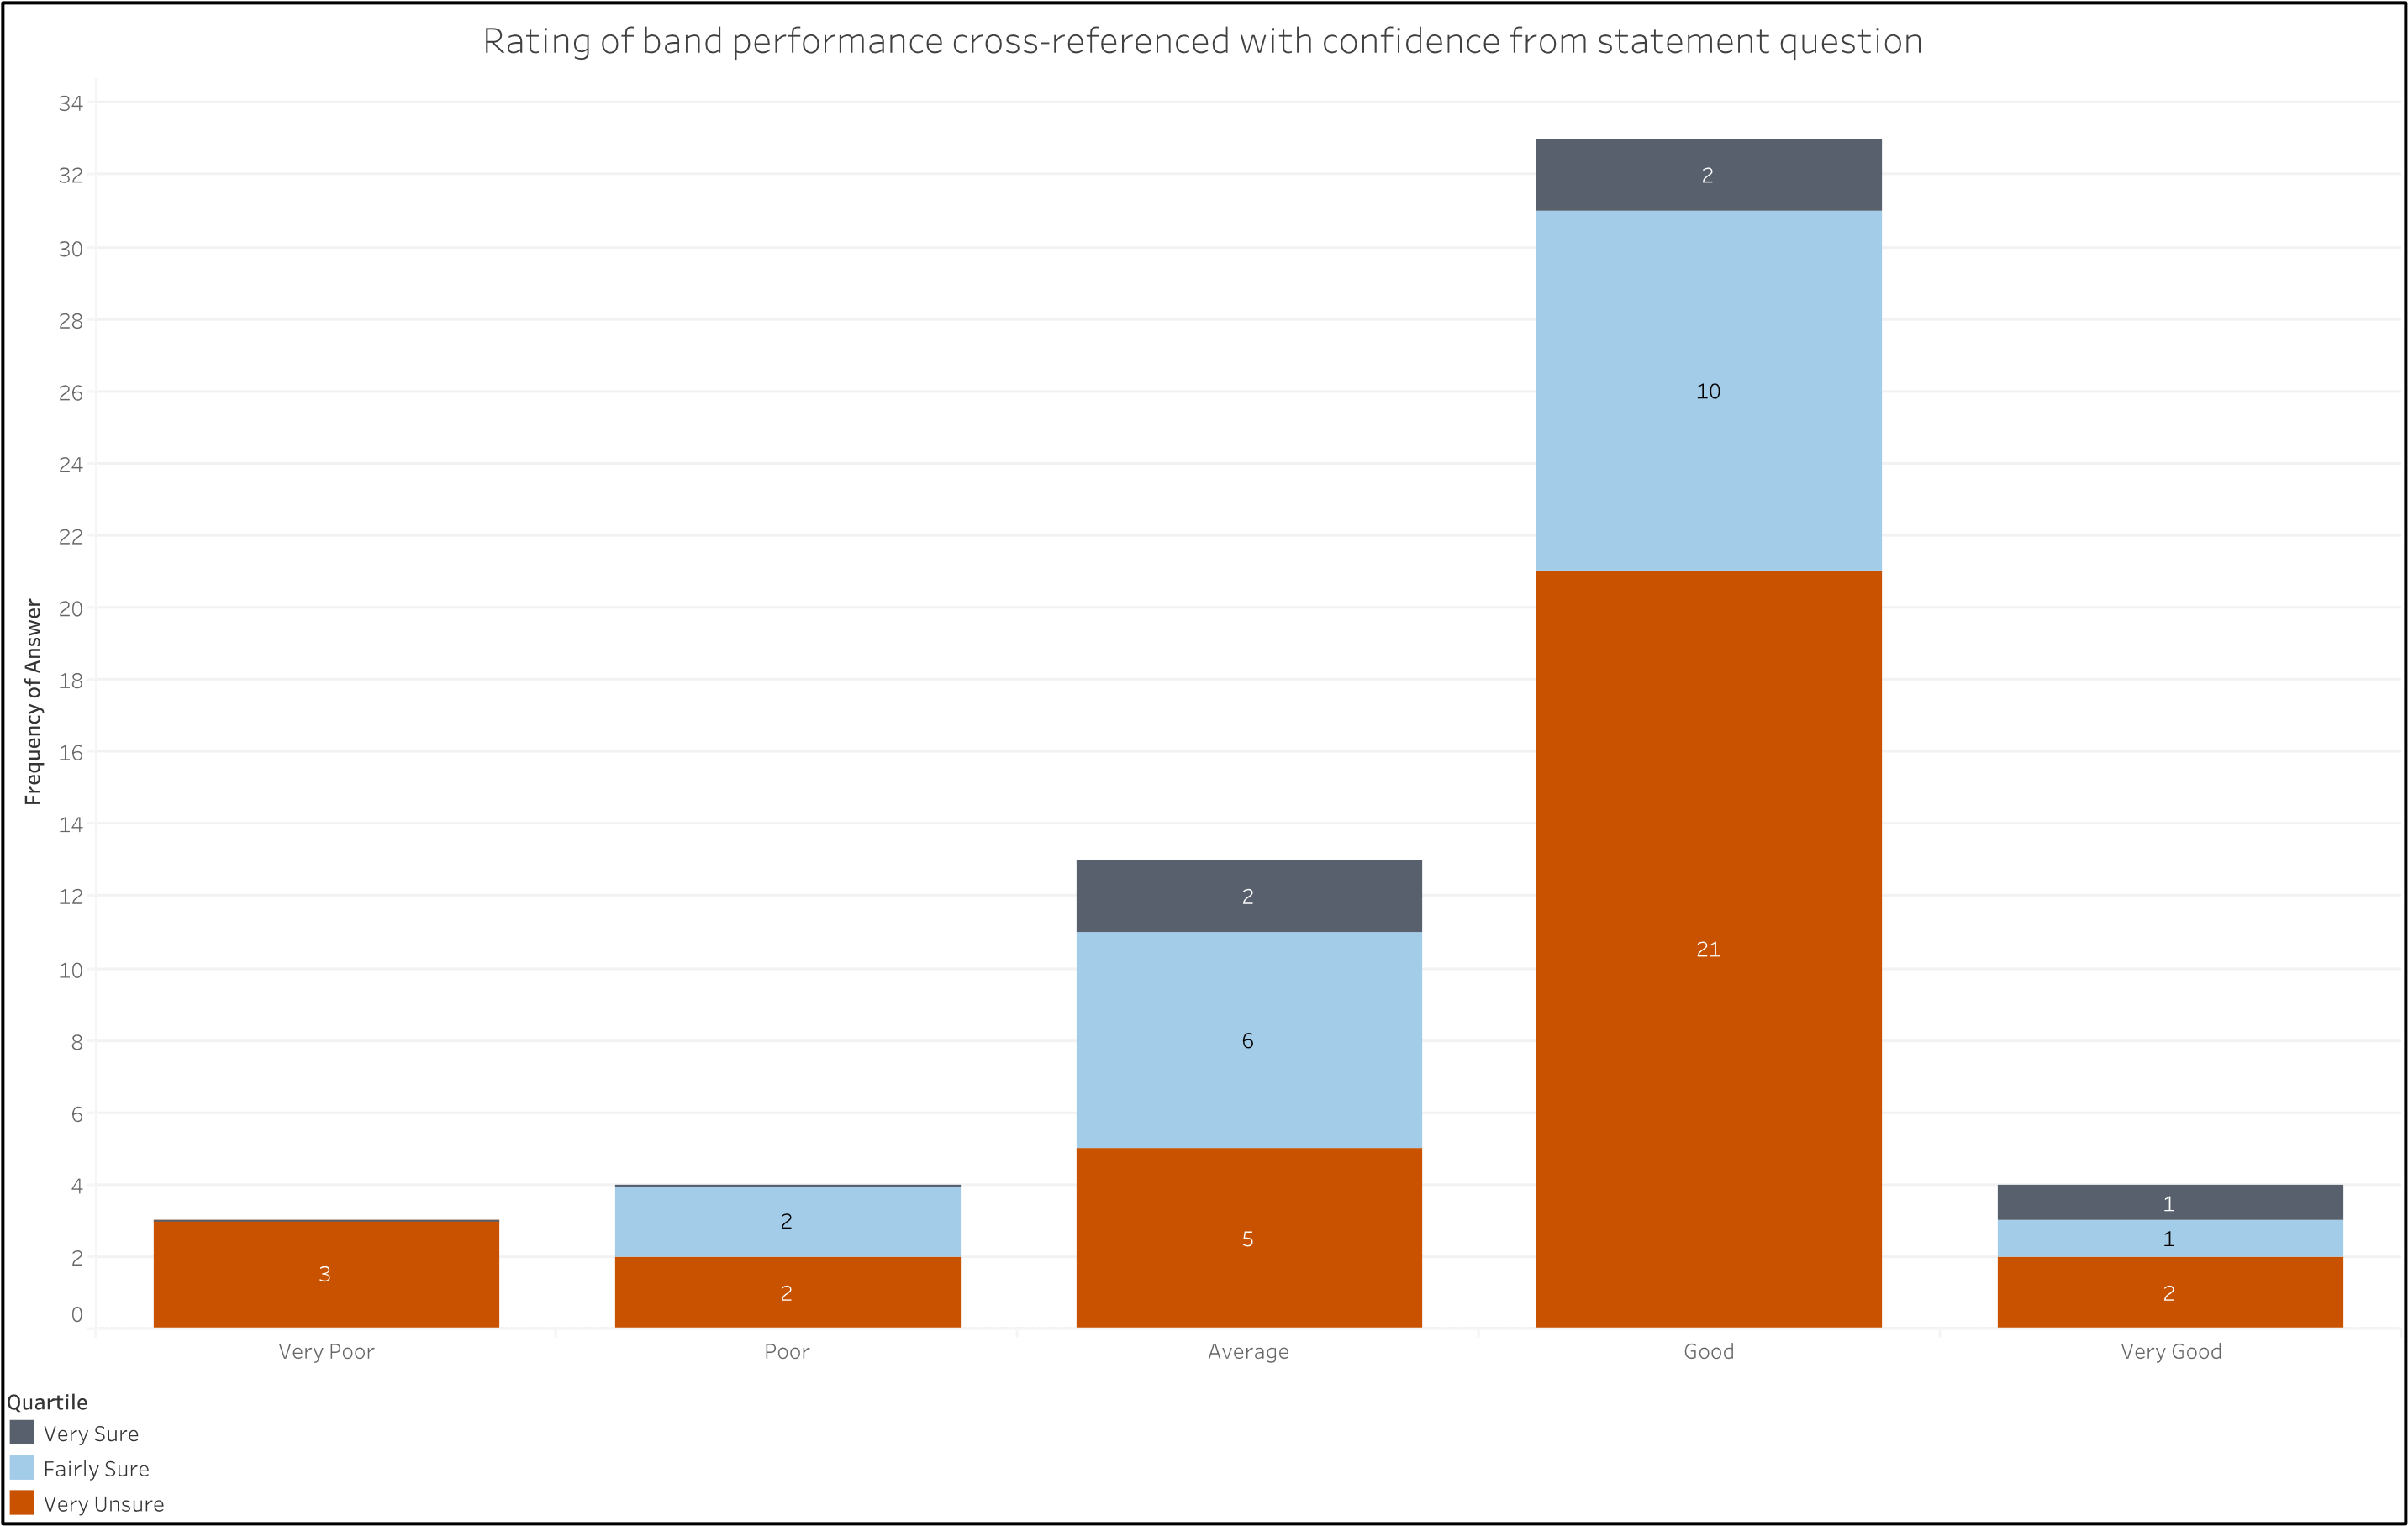 Rating of band performance cross-referenced with confidence from statement question
34
32
30
28
26
24
22
20
18
16
14
12
10
8
6
4
2
0
Frequency of Answer
3
2
2
2
6
5
2
10
21
1
1
2
Very Poor
Poor
Average
Good
Very Good
Quartile
Very Sure
Fairly Sure
Very Unsure